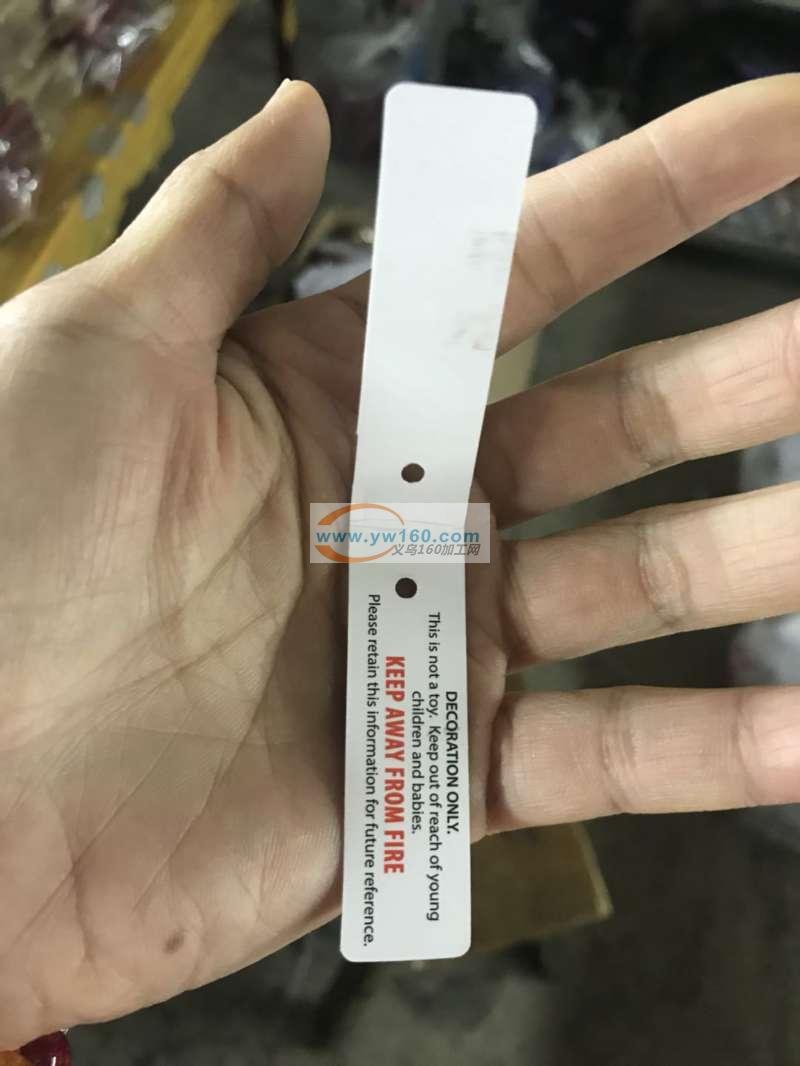 www.yw160.com
义乌160加工网
DECORATION ONLY.
This is not a toy. Keep out of reach of young
children and babies.
KEEP AWAY FROM FIRE
Please retain this information for future reference.